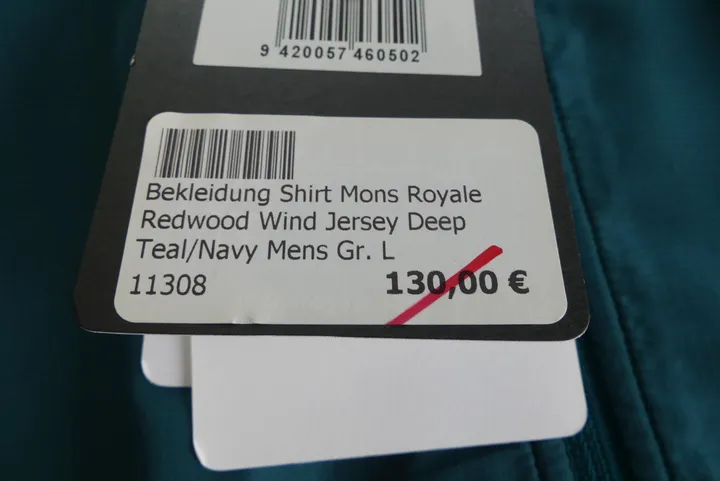 9 420057 460502
Bekleidung Shirt Mons Royale
Redwood Wind Jersey Deep
Teal/Navy Mens Gr. L
11308 130,00 €